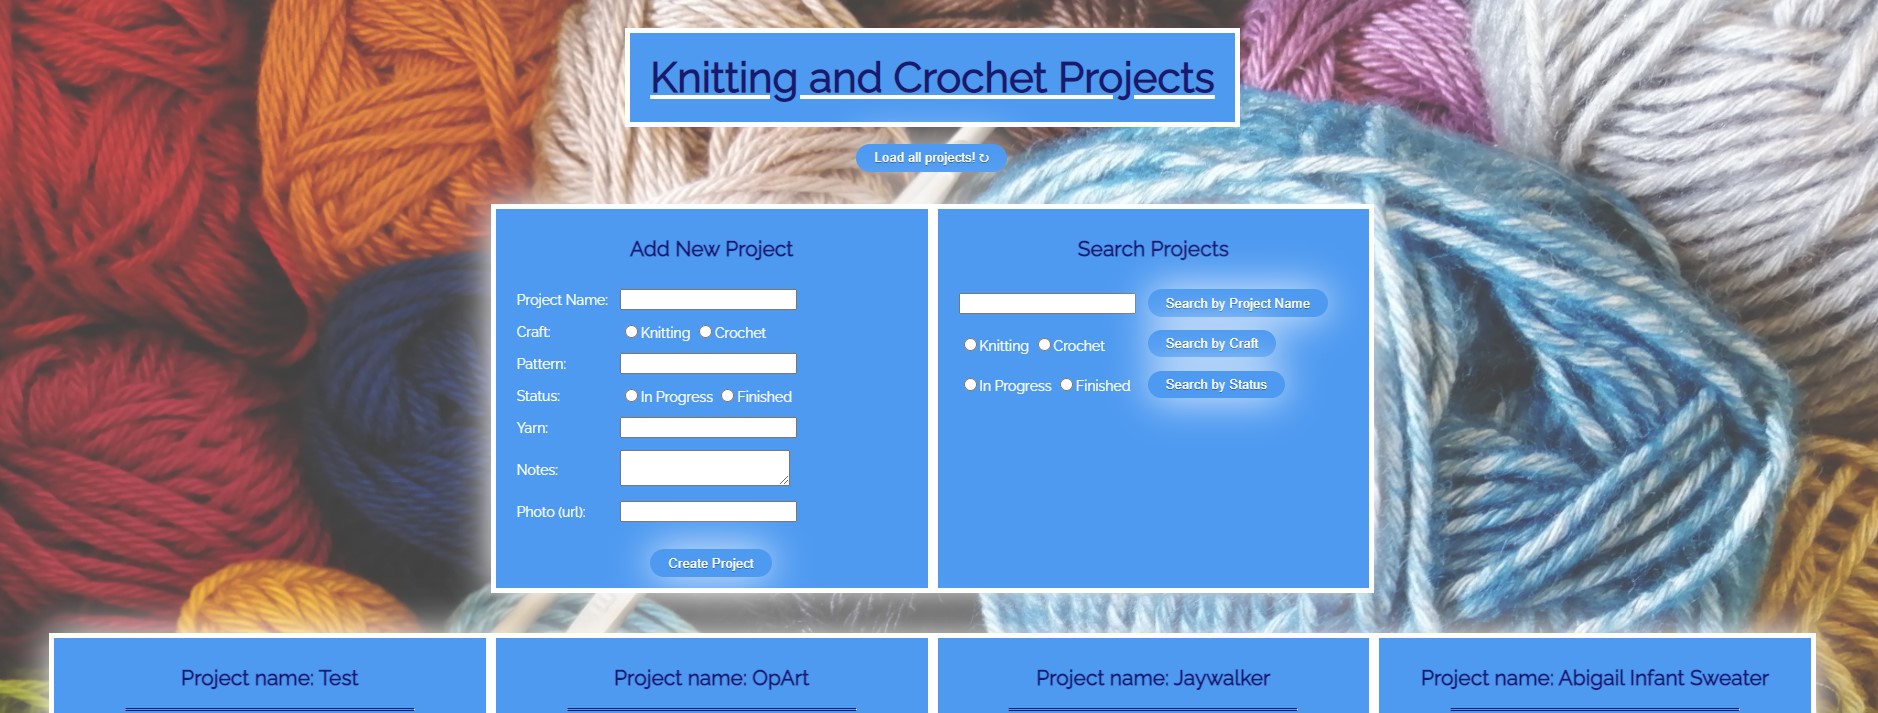 Knitting and Crochet Projects
Load all projects! ↻
Add New Project
Project Name:
Craft: Knitting Crochet
Pattern:
Status: In Progress Finished
Yarn:
Notes:
Photo (url):
Create Project
Search Projects
Search by Project Name
Knitting Crochet Search by Craft
In Progress Finished Search by Status
Project name: Test
Project name: OpArt
Project name: Jaywalker
Project name: Abigail Infant Sweater